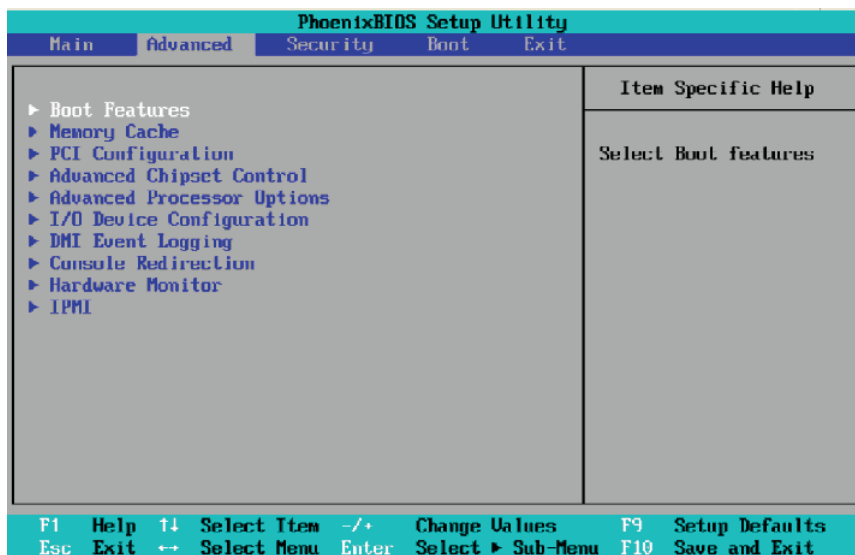 PhoenixBIOS Setup Utility
Main Advanced Security Boot Exit
Item Specific Help
▶ Boot Features
▶ Memory Cache
▶ PCI Configuration
▶ Advanced Chipset Control
▶ Advanced Processor Options
▶ I/O Device Configuration
▶ DMI Event Logging
▶ Console Redirection
▶ Hardware Monitor
▶ IPMI
Select Boot features
F1 Help ↑↓ Select Item -/+ Change Values F9 Setup Defaults
Esc Exit ↔ Select Menu Enter Select ▶ Sub-Menu F10 Save and Exit